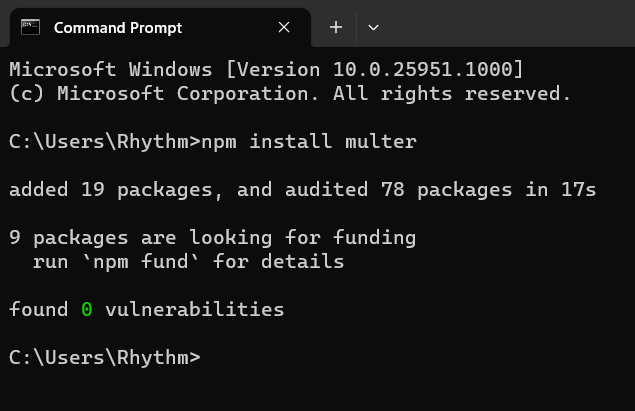 Command Prompt
Microsoft Windows [Version 10.0.25951.1000]
(c) Microsoft Corporation. All rights reserved.
C:\Users\Rhythm>npm install multer
added 19 packages, and audited 78 packages in 17s
9 packages are looking for funding
  run `npm fund` for details
found 0 vulnerabilities
C:\Users\Rhythm>